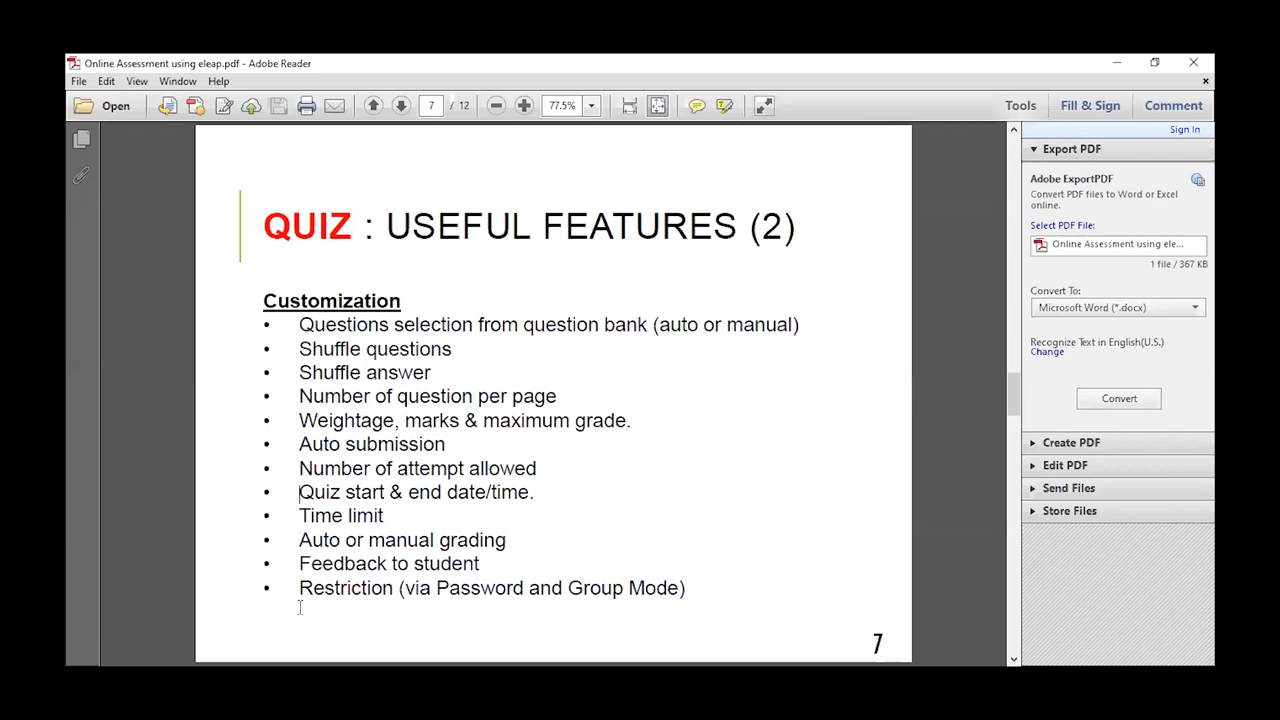 Online Assessment using eleap.pdf - Adobe Reader
File Edit View Window Help
Open 7 / 12 77.5% Tools Fill & Sign Comment
Sign In
Export PDF
Adobe ExportPDF
Convert PDF files to Word or Excel
online.
Select PDF File:
Online Assessment using ele...
1 file / 367 KB
Convert To:
Microsoft Word (*.docx)
Recognize Text in English(U.S.)
Change
Convert
Create PDF
Edit PDF
Send Files
Store Files
QUIZ : USEFUL FEATURES (2)
Customization
• Questions selection from question bank (auto or manual)
• Shuffle questions
• Shuffle answer
• Number of question per page
• Weightage, marks & maximum grade.
• Auto submission
• Number of attempt allowed
• Quiz start & end date/time.
• Time limit
• Auto or manual grading
• Feedback to student
• Restriction (via Password and Group Mode)
7